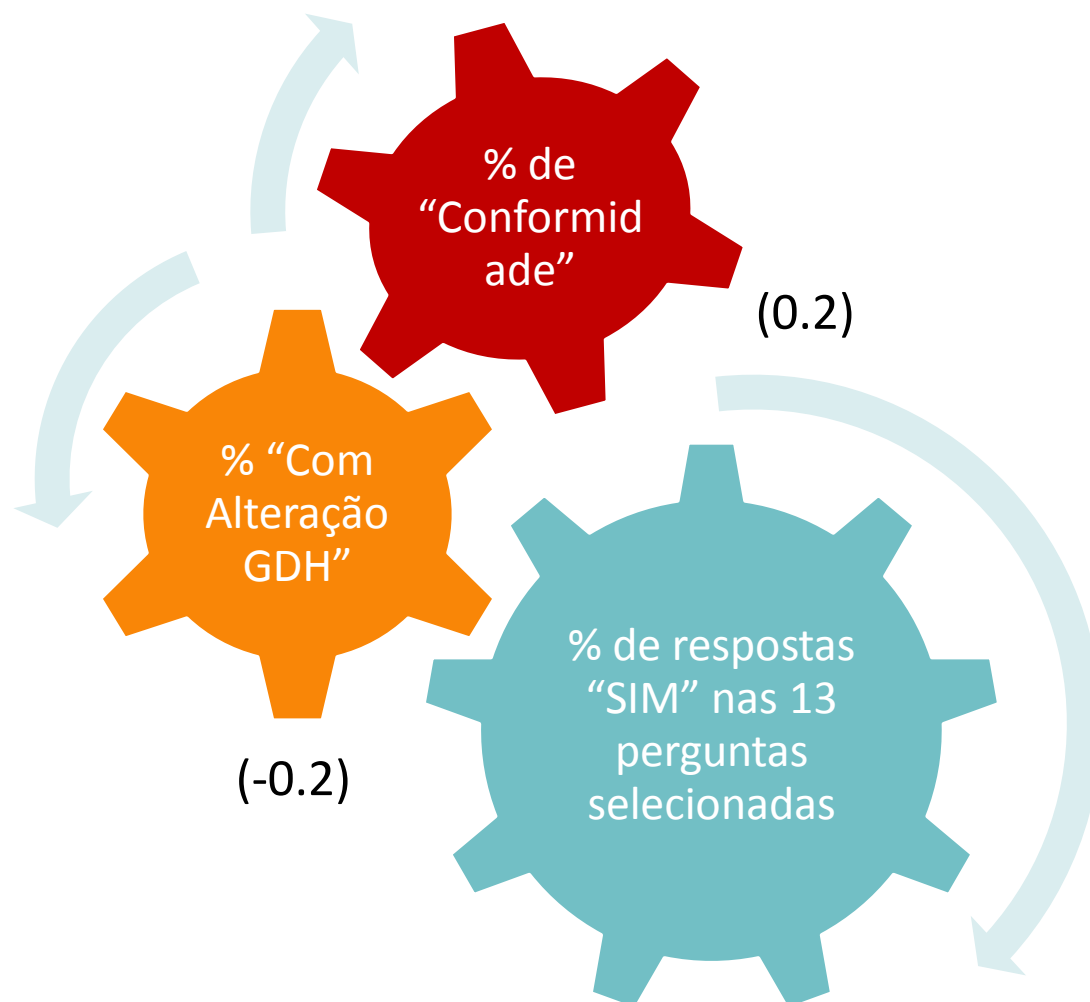 % de
“Conformid
ade”
(0.2)
% “Com
Alteração
GDH”
(-0.2)
% de respostas
“SIM” nas 13
perguntas
selecionadas